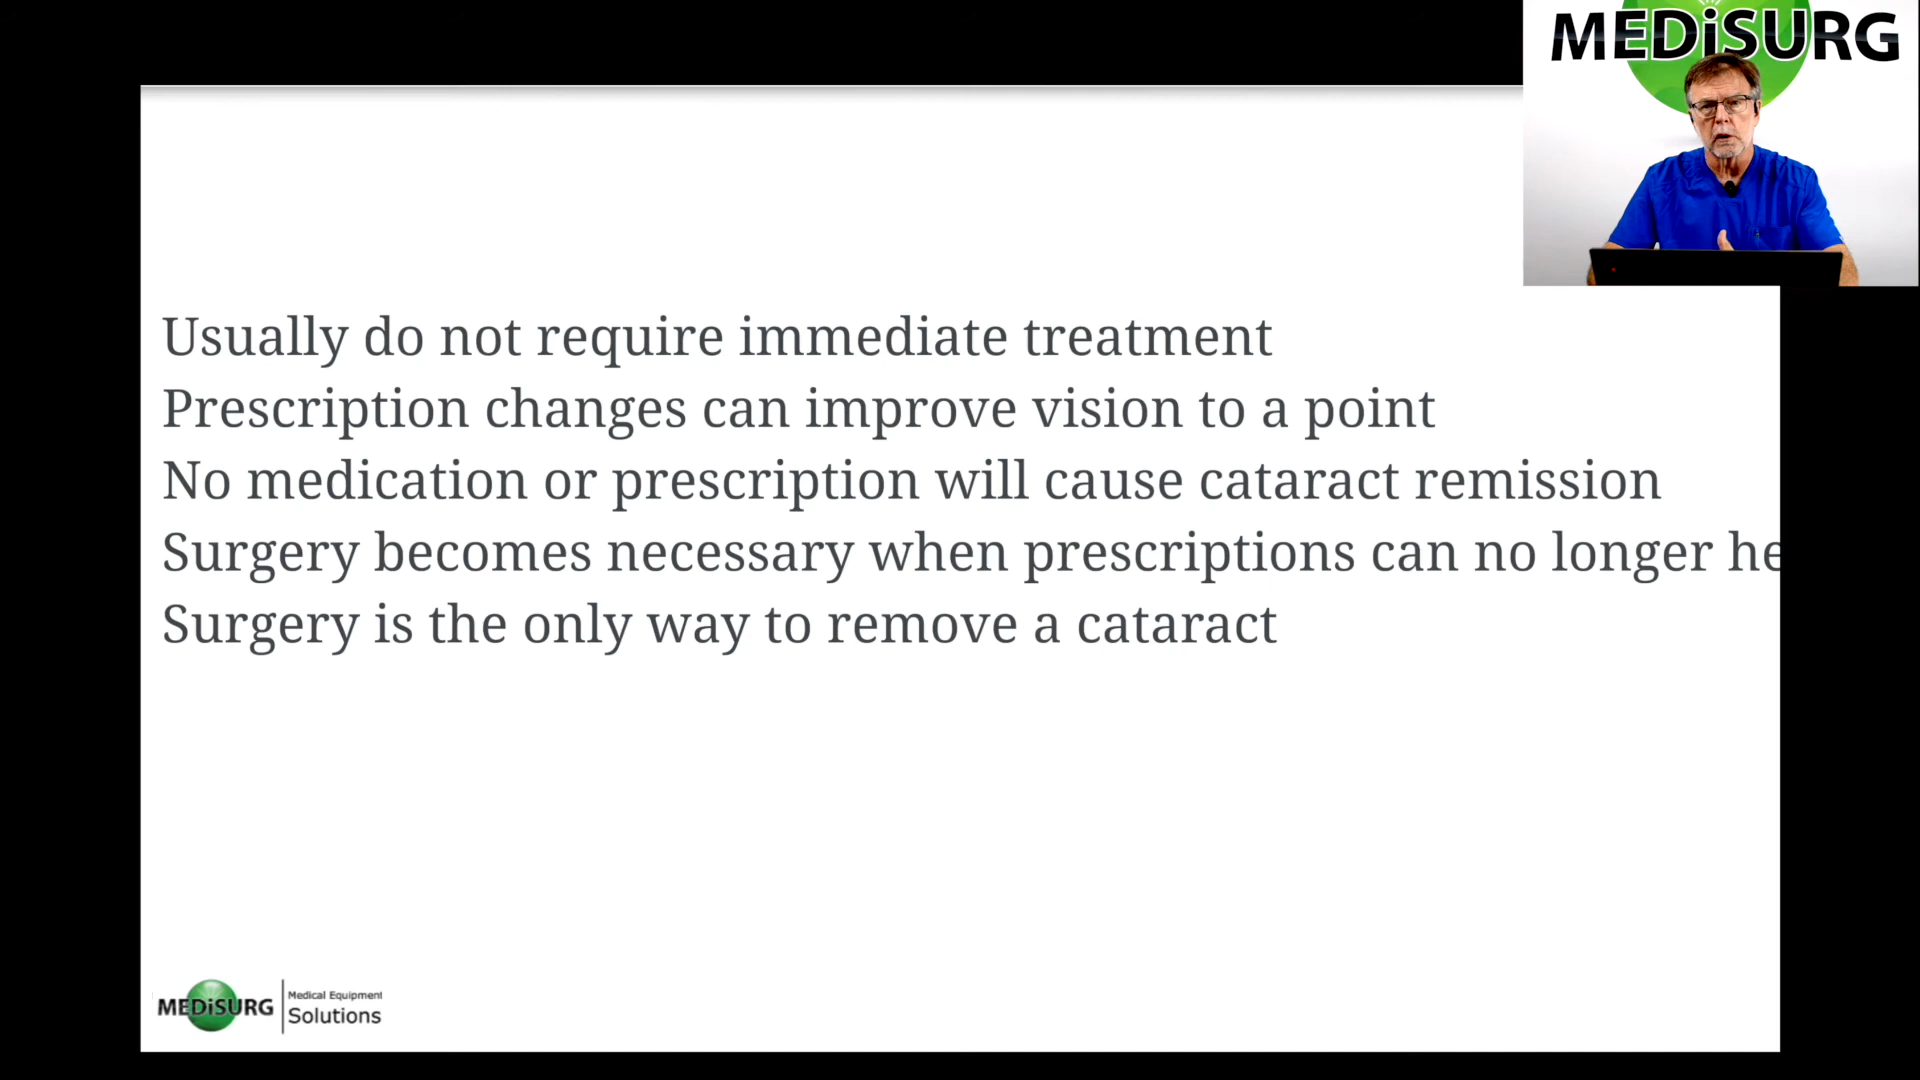 MEDiSURG
Usually do not require immediate treatment
Prescription changes can improve vision to a point
No medication or prescription will cause cataract remission
Surgery becomes necessary when prescriptions can no longer he
Surgery is the only way to remove a cataract
MEDiSURG
Medical Equipment
Solutions